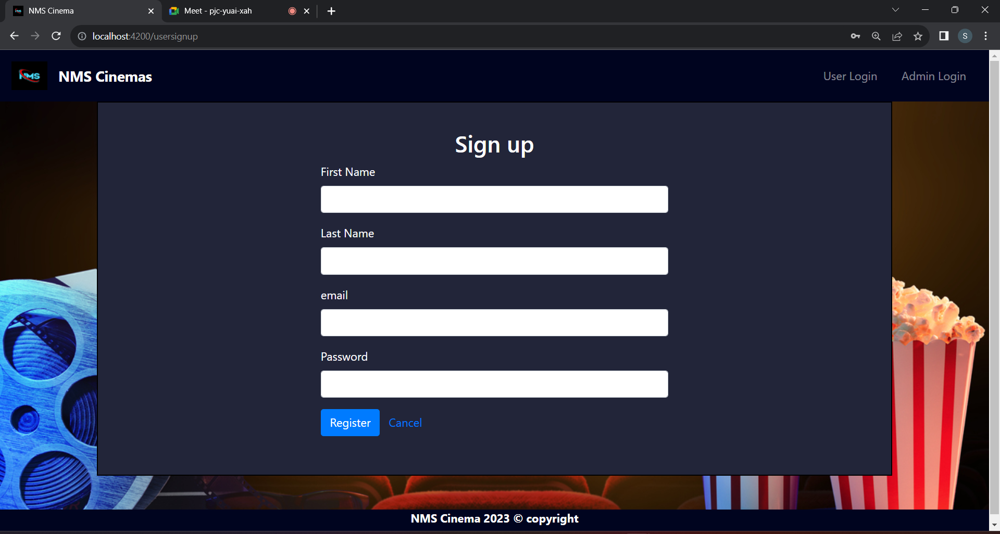 NMS Cinema
Meet - pjc-yuai-xah
localhost:4200/usersignup
S
NMS
NMS Cinemas
User Login
Admin Login
Sign up
First Name
Last Name
email
Password
Register
Cancel
NMS Cinema 2023 © copyright